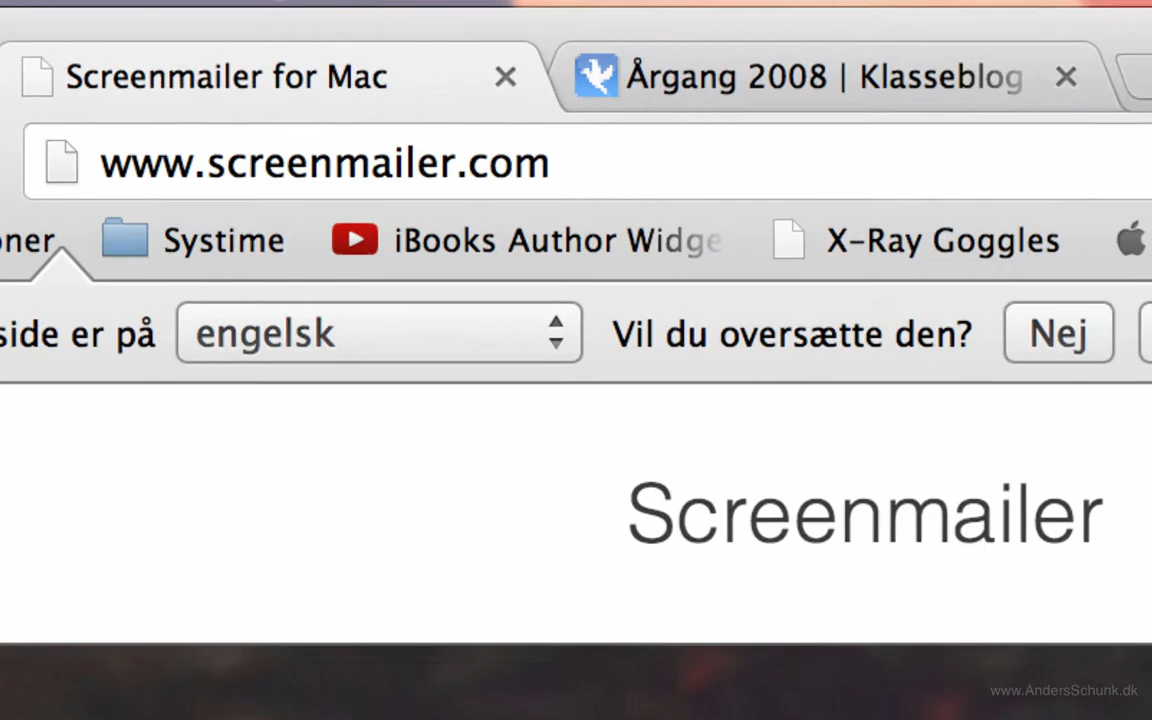 Screenmailer for Mac
Årgang 2008 | Klasseblog
www.screenmailer.com
oner Systime iBooks Author Widge X-Ray Goggles
side er på engelsk Vil du oversætte den? Nej
Screenmailer
www.AndersSchunk.dk